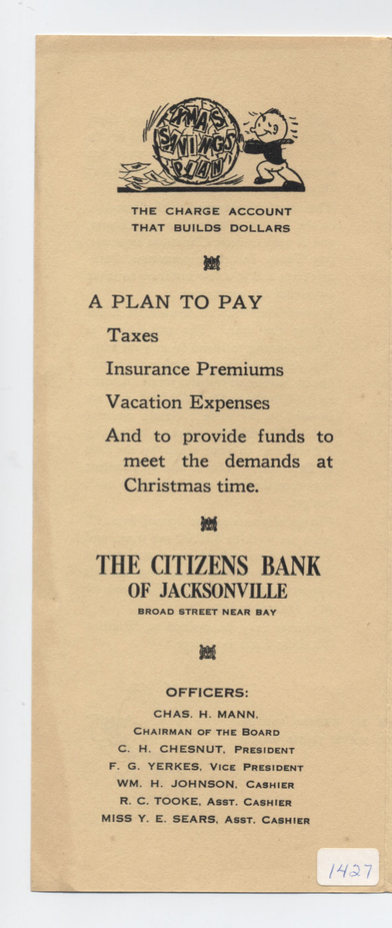 XMAS
SAVINGS
PLAN
THE CHARGE ACCOUNT
THAT BUILDS DOLLARS
A PLAN TO PAY
Taxes
Insurance Premiums
Vacation Expenses
And to provide funds to
meet the demands at
Christmas time.
THE CITIZENS BANK
OF JACKSONVILLE
BROAD STREET NEAR BAY
OFFICERS:
CHAS. H. MANN,
CHAIRMAN OF THE BOARD
C. H. CHESNUT, PRESIDENT
F. G. YERKES, VICE PRESIDENT
WM. H. JOHNSON, CASHIER
R. C. TOOKE, ASST. CASHIER
MISS Y. E. SEARS, ASST. CASHIER
1427